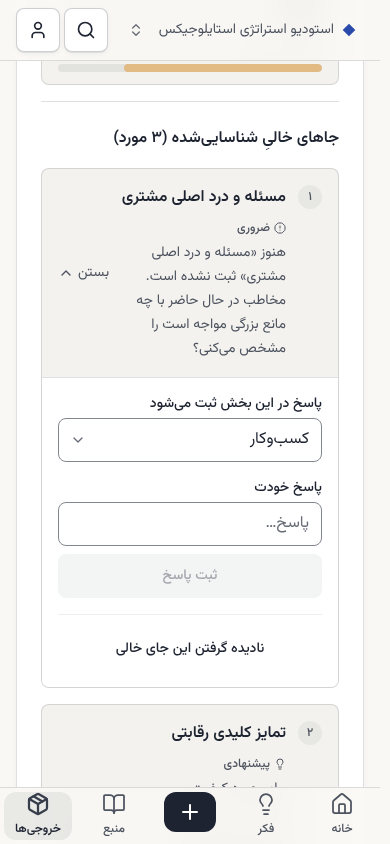 استودیو استراتژی استایلوجیکس
جاهای خالیِ شناسایی‌شده (۳ مورد)
۱
مسئله و درد اصلی مشتری
ضروری
هنوز «مسئله و درد اصلی
مشتری» ثبت نشده است.
مخاطب در حال حاضر با چه
مانع بزرگی مواجه است را
مشخص می‌کنی؟
بستن
پاسخ در این بخش ثبت می‌شود
کسب‌وکار
پاسخ خودت
پاسخ...
ثبت پاسخ
نادیده گرفتن این جای خالی
۲
تمایز کلیدی رقابتی
پیشنهادی
خانه
فکر
منبع
خروجی‌ها